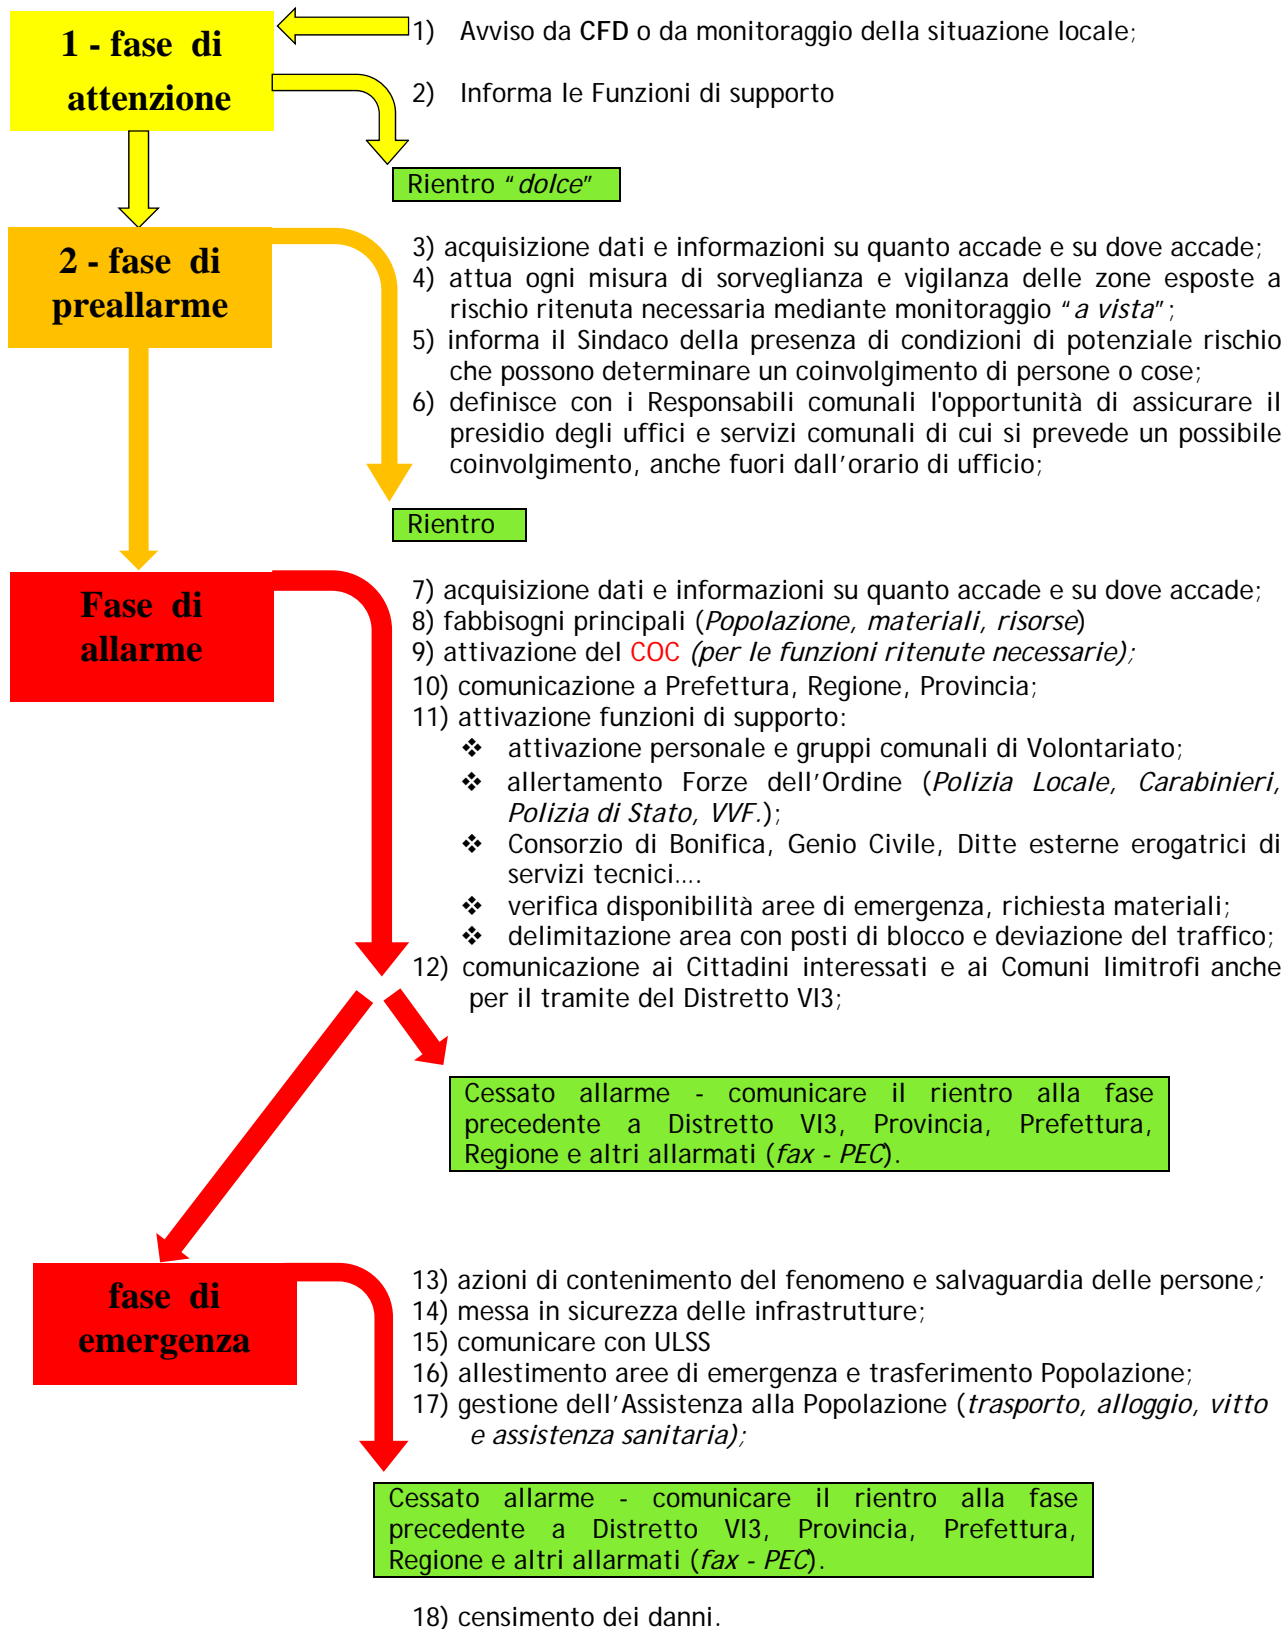 1 - fase di
attenzione
1) Avviso da CFD o da monitoraggio della situazione locale;
2) Informa le Funzioni di supporto
Rientro “dolce”
2 - fase di
preallarme
3) acquisizione dati e informazioni su quanto accade e su dove accade;
4) attua ogni misura di sorveglianza e vigilanza delle zone esposte a
rischio ritenuta necessaria mediante monitoraggio “a vista”;
5) informa il Sindaco della presenza di condizioni di potenziale rischio
che possono determinare un coinvolgimento di persone o cose;
6) definisce con i Responsabili comunali l'opportunità di assicurare il
presidio degli uffici e servizi comunali di cui si prevede un possibile
coinvolgimento, anche fuori dall’orario di ufficio;
Rientro
Fase di
allarme
7) acquisizione dati e informazioni su quanto accade e su dove accade;
8) fabbisogni principali (Popolazione, materiali, risorse)
9) attivazione del COC (per le funzioni ritenute necessarie);
10) comunicazione a Prefettura, Regione, Provincia;
11) attivazione funzioni di supporto:
❖ attivazione personale e gruppi comunali di Volontariato;
❖ allertamento Forze dell’Ordine (Polizia Locale, Carabinieri,
Polizia di Stato, VVF.);
❖ Consorzio di Bonifica, Genio Civile, Ditte esterne erogatrici di
servizi tecnici….
❖ verifica disponibilità aree di emergenza, richiesta materiali;
❖ delimitazione area con posti di blocco e deviazione del traffico;
12) comunicazione ai Cittadini interessati e ai Comuni limitrofi anche
per il tramite del Distretto VI3;
Cessato allarme - comunicare il rientro alla fase
precedente a Distretto VI3, Provincia, Prefettura,
Regione e altri allarmati (fax - PEC).
fase di
emergenza
13) azioni di contenimento del fenomeno e salvaguardia delle persone;
14) messa in sicurezza delle infrastrutture;
15) comunicare con ULSS
16) allestimento aree di emergenza e trasferimento Popolazione;
17) gestione dell’Assistenza alla Popolazione (trasporto, alloggio, vitto
e assistenza sanitaria);
Cessato allarme - comunicare il rientro alla fase
precedente a Distretto VI3, Provincia, Prefettura,
Regione e altri allarmati (fax - PEC).
18) censimento dei danni.